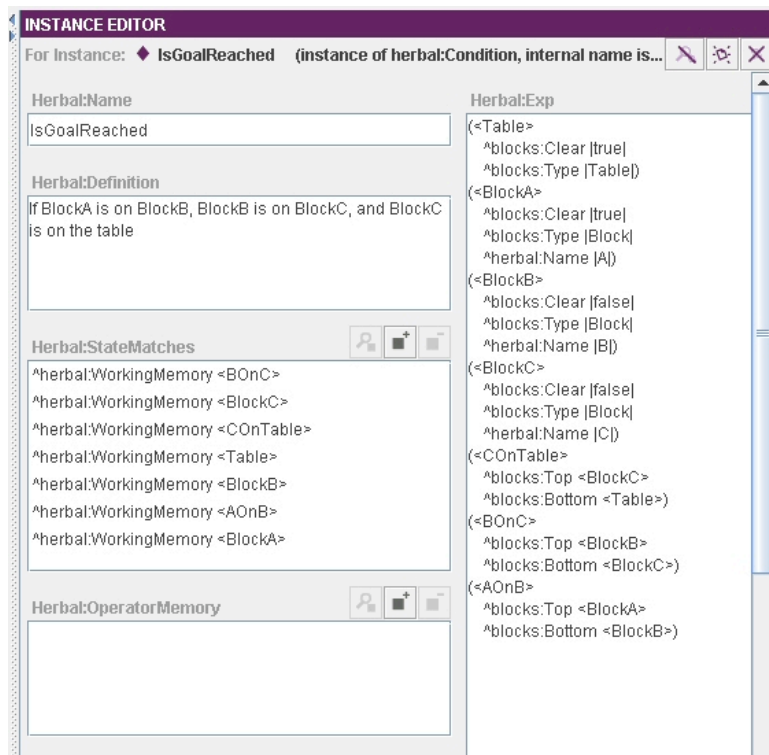 INSTANCE EDITOR
For Instance: IsGoalReached (instance of herbal:Condition, internal name is...
Herbal:Name
IsGoalReached
Herbal:Definition
If BlockA is on BlockB, BlockB is on BlockC, and BlockC
is on the table
Herbal:StateMatches
^herbal:WorkingMemory <BOnC>
^herbal:WorkingMemory <BlockC>
^herbal:WorkingMemory <COnTable>
^herbal:WorkingMemory <Table>
^herbal:WorkingMemory <BlockB>
^herbal:WorkingMemory <AOnB>
^herbal:WorkingMemory <BlockA>
Herbal:OperatorMemory
Herbal:Exp
(<Table>
^blocks:Clear |true|
^blocks:Type |Table|)
(<BlockA>
^blocks:Clear |true|
^blocks:Type |Block|
^herbal:Name |A|)
(<BlockB>
^blocks:Clear |false|
^blocks:Type |Block|
^herbal:Name |B|)
(<BlockC>
^blocks:Clear |false|
^blocks:Type |Block|
^herbal:Name |C|)
(<COnTable>
^blocks:Top <BlockC>
^blocks:Bottom <Table>)
(<BOnC>
^blocks:Top <BlockB>
^blocks:Bottom <BlockC>)
(<AOnB>
^blocks:Top <BlockA>
^blocks:Bottom <BlockB>)